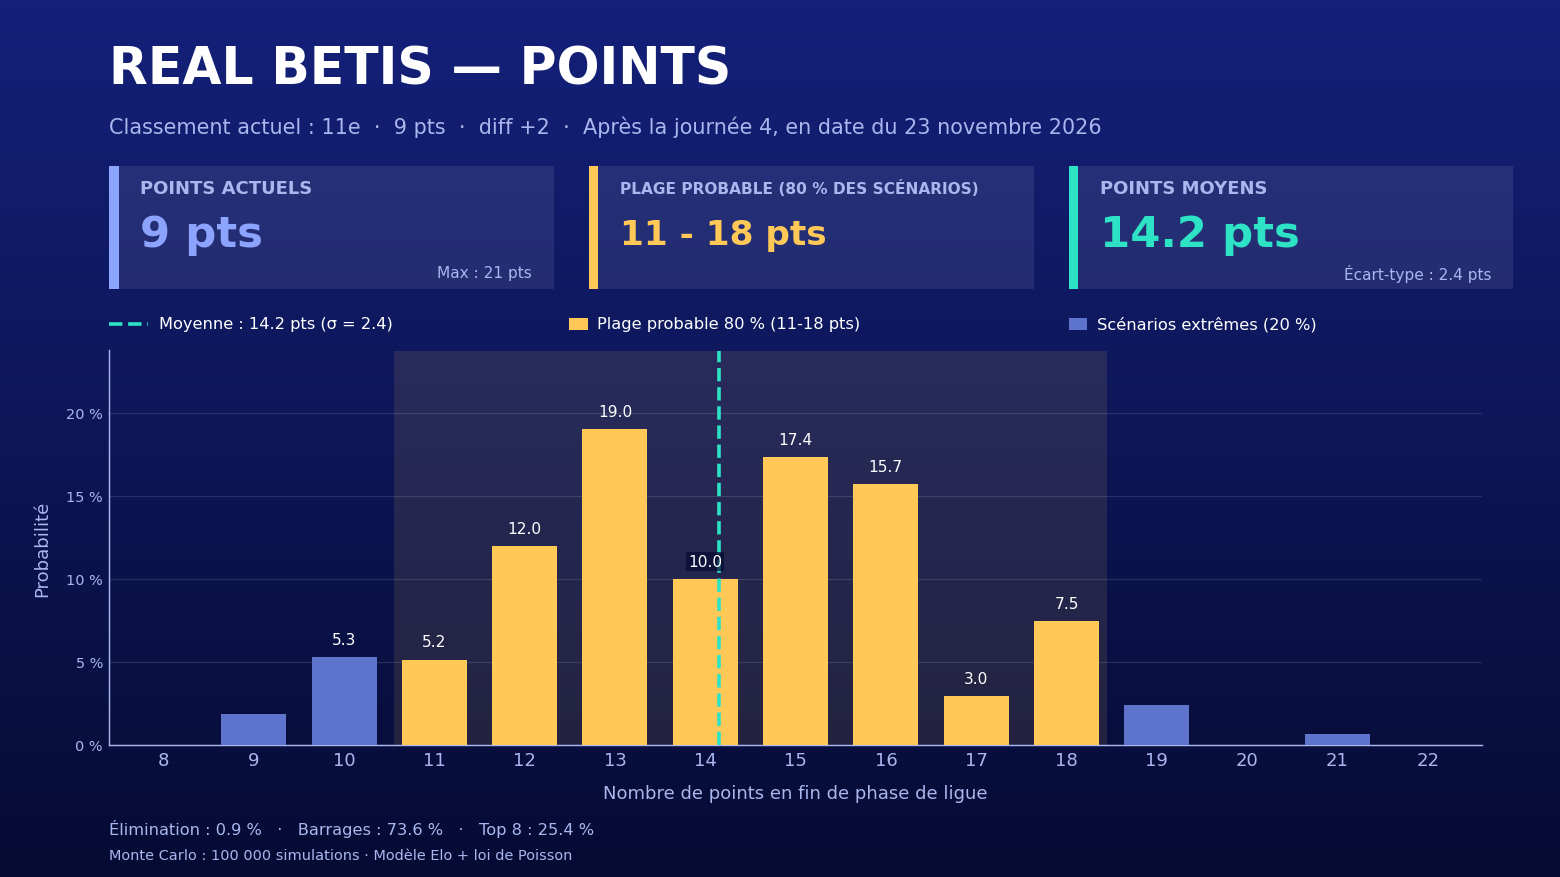 REAL BETIS — POINTS
Classement actuel : 11e · 9 pts · diff +2 · Après la journée 4, en date du 23 novembre 2026
POINTS ACTUELS
9 pts
Max : 21 pts
PLAGE PROBABLE (80 % DES SCÉNARIOS)
11 - 18 pts
POINTS MOYENS
14.2 pts
Écart-type : 2.4 pts
Moyenne : 14.2 pts (σ = 2.4)
Plage probable 80 % (11-18 pts)
Scénarios extrêmes (20 %)
Probabilité
20 %
15 %
10 %
5 %
0 %
5.3
5.2
12.0
19.0
10.0
17.4
15.7
3.0
7.5
8 9 10 11 12 13 14 15 16 17 18 19 20 21 22
Nombre de points en fin de phase de ligue
Élimination : 0.9 % · Barrages : 73.6 % · Top 8 : 25.4 %
Monte Carlo : 100 000 simulations · Modèle Elo + loi de Poisson